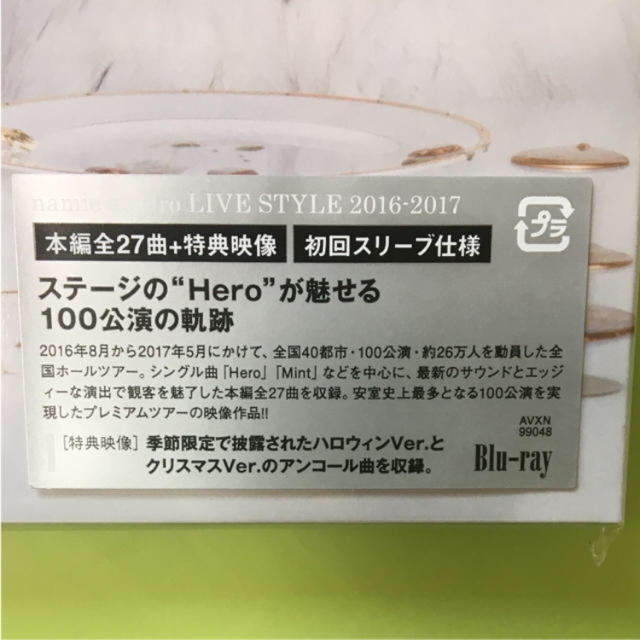 namie amuro LIVE STYLE 2016-2017
プラ
本編全27曲+特典映像 初回スリーブ仕様
ステージの“Hero”が魅せる
100公演の軌跡
2016年8月から2017年5月にかけて、全国40都市・100公演・約26万人を動員した全
国ホールツアー。シングル曲「Hero」「Mint」などを中心に、最新のサウンドとエッジ
ィーな演出で観客を魅了した本編全27曲を収録。安室史上最多となる100公演を実
現したプレミアムツアーの映像作品!!
[特典映像] 季節限定で披露されたハロウィンVer.と
クリスマスVer.のアンコール曲を収録。
AVXN
99048
Blu-ray